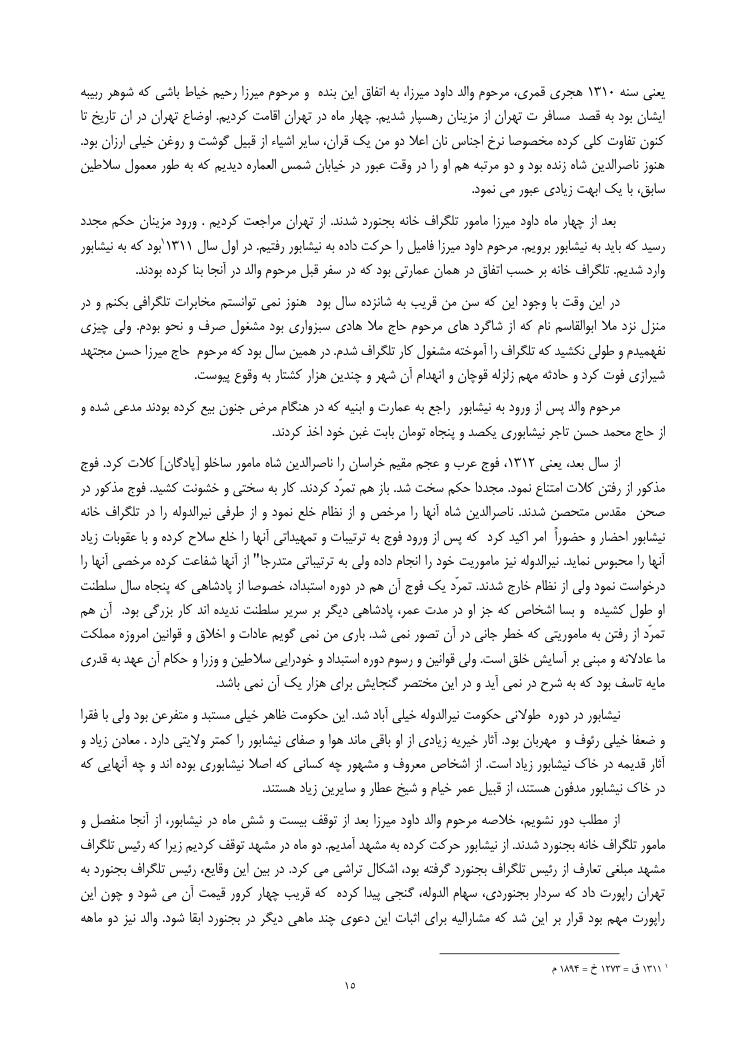 یعنی سنه ۱۳۱۰ هجری قمری، مرحوم والد داود میرزا، به اتفاق این بنده و مرحوم میرزا رحیم خیاط باشی که شوهر ربیبه
ایشان بود به قصد مسافر ت تهران از مزینان رهسپار شدیم. چهار ماه در تهران اقامت کردیم. اوضاع تهران در ان تاریخ تا
کنون تفاوت کلی کرده مخصوصا نرخ اجناس نان اعلا دو من یک قران، سایر اشیاء از قبیل گوشت و روغن خیلی ارزان بود.
هنوز ناصرالدین شاه زنده بود و دو مرتبه هم او را در وقت عبور در خیابان شمس العماره دیدیم که به طور معمول سلاطین
سابق، با یک ابهت زیادی عبور می نمود.
بعد از چهار ماه داود میرزا مامور تلگراف خانه بجنورد شدند. از تهران مراجعت کردیم . ورود مزینان حکم مجدد
رسید که باید به نیشابور برویم. مرحوم داود میرزا فامیل را حرکت داده به نیشابور رفتیم. در اول سال ۱۳۱۱¹بود که به نیشابور
وارد شدیم. تلگراف خانه بر حسب اتفاق در همان عمارتی بود که در سفر قبل مرحوم والد در آنجا بنا کرده بودند.
در این وقت با وجود این که سن من قریب به شانزده سال بود هنوز نمی توانستم مخابرات تلگرافی بکنم و در
منزل نزد ملا ابوالقاسم نام که از شاگرد های مرحوم حاج ملا هادی سبزواری بود مشغول صرف و نحو بودم. ولی چیزی
نفهمیدم و طولی نکشید که تلگراف را آموخته مشغول کار تلگراف شدم. در همین سال بود که مرحوم حاج میرزا حسن مجتهد
شیرازی فوت کرد و حادثه مهم زلزله قوچان و انهدام آن شهر و چندین هزار کشتار به وقوع پیوست.
مرحوم والد پس از ورود به نیشابور راجع به عمارت و ابنیه که در هنگام مرض جنون بیع کرده بودند مدعی شده و
از حاج محمد حسن تاجر نیشابوری یکصد و پنجاه تومان بابت غبن خود اخذ کردند.
از سال بعد، یعنی ۱۳۱۲، فوج عرب و عجم مقیم خراسان را ناصرالدین شاه مامور ساخلو [پادگان] کلات کرد. فوج
مذکور از رفتن کلات امتناع نمود. مجددا حکم سخت شد. باز هم تمرّد کردند. کار به سختی و خشونت کشید. فوج مذکور در
صحن مقدس متحصن شدند. ناصرالدین شاه آنها را مرخص و از نظام خلع نمود و از طرفی نیرالدوله را در تلگراف خانه
نیشابور احضار و حضوراً امر اکید کرد که پس از ورود فوج به ترتیبات و تمهیداتی آنها را خلع سلاح کرده و با عقوبات زیاد
آنها را محبوس نماید. نیرالدوله نیز ماموریت خود را انجام داده ولی به ترتیباتی متدرجا" از آنها شفاعت کرده مرخصی آنها را
درخواست نمود ولی از نظام خارج شدند. تمرّد یک فوج آن هم در دوره استبداد، خصوصا از پادشاهی که پنجاه سال سلطنت
او طول کشیده و بسا اشخاص که جز او در مدت عمر، پادشاهی دیگر بر سریر سلطنت ندیده اند کار بزرگی بود. آن هم
تمرّد از رفتن به ماموریتی که خطر جانی در آن تصور نمی شد. باری من نمی گویم عادات و اخلاق و قوانین امروزه مملکت
ما عادلانه و مبنی بر آسایش خلق است. ولی قوانین و رسوم دوره استبداد و خودرایی سلاطین و وزرا و حکام آن عهد به قدری
مایه تاسف بود که به شرح در نمی آید و در این مختصر گنجایش برای هزار یک آن نمی باشد.
نیشابور در دوره طولانی حکومت نیرالدوله خیلی آباد شد. این حکومت ظاهر خیلی مستبد و متفرعن بود ولی با فقرا
و ضعفا خیلی رئوف و مهربان بود. آثار خیریه زیادی از او باقی ماند هوا و صفای نیشابور را کمتر ولایتی دارد . معادن زیاد و
آثار قدیمه در خاک نیشابور زیاد است. از اشخاص معروف و مشهور چه کسانی که اصلا نیشابوری بوده اند و چه آنهایی که
در خاک نیشابور مدفون هستند، از قبیل عمر خیام و شیخ عطار و سایرین زیاد هستند.
از مطلب دور نشویم، خلاصه مرحوم والد داود میرزا بعد از توقف بیست و شش ماه در نیشابور، از آنجا منفصل و
مامور تلگراف خانه بجنورد شدند. از نیشابور حرکت کرده به مشهد آمدیم. دو ماه در مشهد توقف کردیم زیرا که رئیس تلگراف
مشهد مبلغی تعارف از رئیس تلگراف بجنورد گرفته بود، اشکال تراشی می کرد. در بین این وقایع، رئیس تلگراف بجنورد به
تهران راپورت داد که سردار بجنوردی، سهام الدوله، گنجی پیدا کرده که قریب چهار کرور قیمت آن می شود و چون این
راپورت مهم بود قرار بر این شد که مشارالیه برای اثبات این دعوی چند ماهی دیگر در بجنورد ابقا شود. والد نیز دو ماهه
¹ ۱۳۱۱ ق = ۱۲۷۳ خ = ۱۸۹۴ م
۱۵